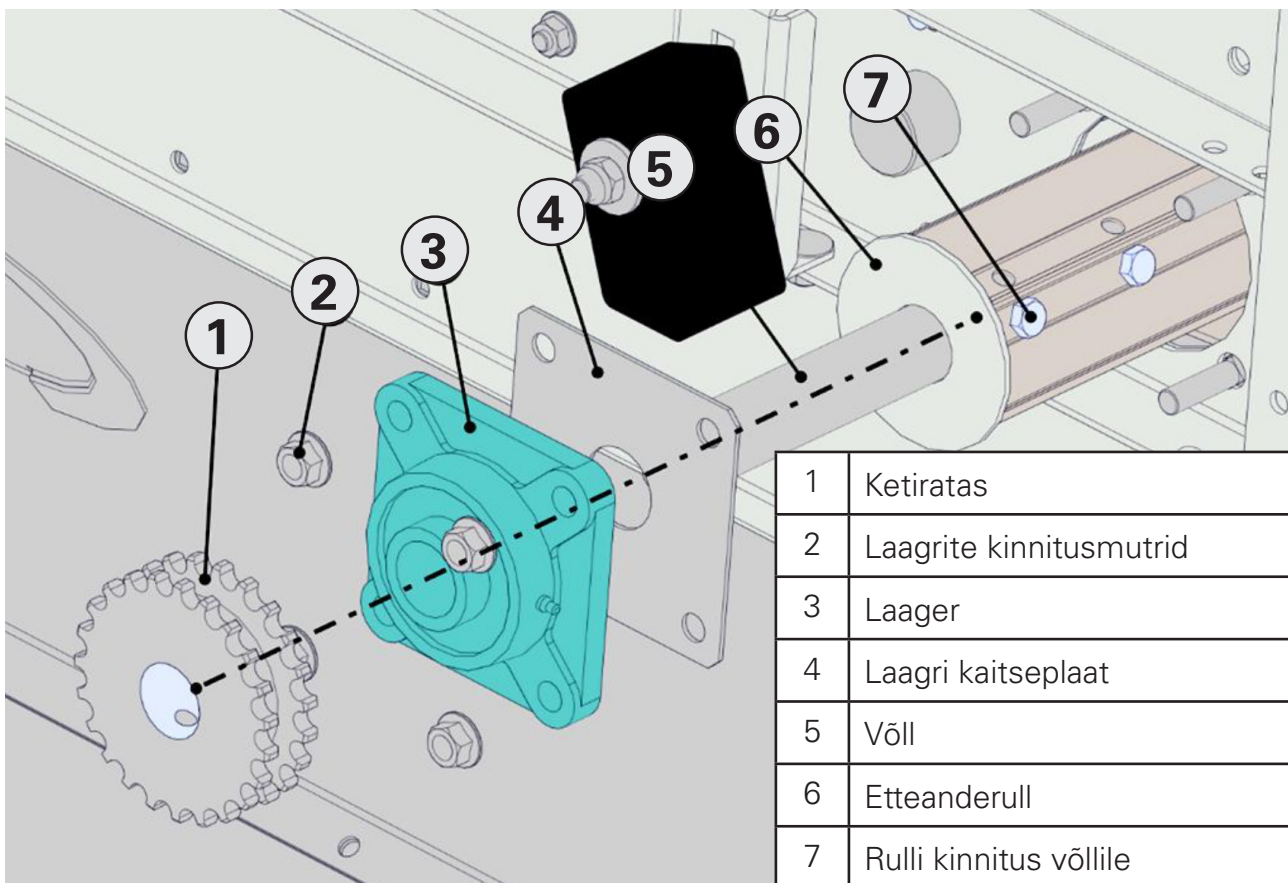 1
2
3
4
5
6
7
1 Ketiratas
2 Laagrite kinnitusmutrid
3 Laager
4 Laagri kaitseplaat
5 Võll
6 Etteanderull
7 Rulli kinnitus võllile